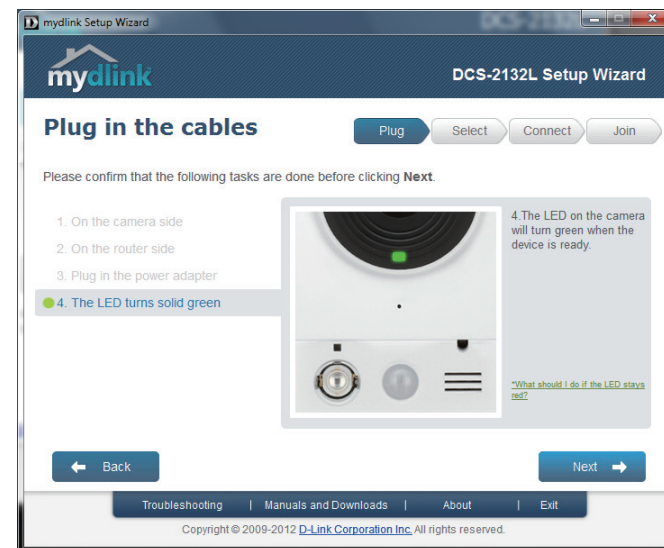 mydlink Setup Wizard
mydlink
DCS-2132L Setup Wizard
Plug in the cables
Plug
Select
Connect
Join
Please confirm that the following tasks are done before clicking Next.
1. On the camera side
2. On the router side
3. Plug in the power adapter
4. The LED turns solid green
4.The LED on the camera
will turn green when the
device is ready.
*What should I do if the LED stays
red?
Back
Next
Troubleshooting | Manuals and Downloads | About | Exit
Copyright © 2009-2012 D-Link Corporation Inc. All rights reserved.